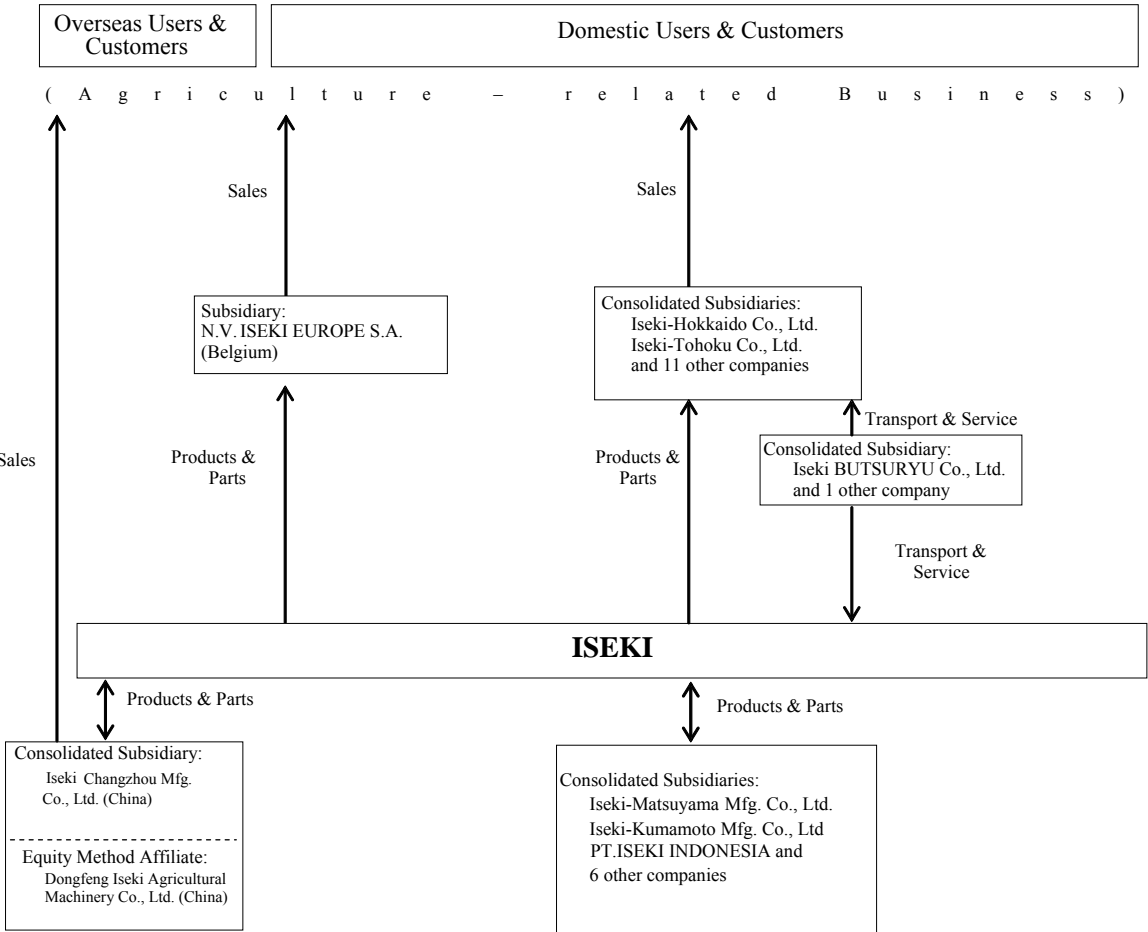 Overseas Users &
Customers
Domestic Users & Customers
( A g r i c u l t u r e – r e l a t e d B u s i n e s s )
Sales
Sales
Subsidiary:
N.V. ISEKI EUROPE S.A.
(Belgium)
Consolidated Subsidiaries:
Iseki-Hokkaido Co., Ltd.
Iseki-Tohoku Co., Ltd.
and 11 other companies
Transport & Service
Sales
Products &
Parts
Products &
Parts
Consolidated Subsidiary:
Iseki BUTSURYU Co., Ltd.
and 1 other company
Transport &
Service
ISEKI
Products & Parts
Products & Parts
Consolidated Subsidiary:
Iseki Changzhou Mfg.
Co., Ltd. (China)
Equity Method Affiliate:
Dongfeng Iseki Agricultural
Machinery Co., Ltd. (China)
Consolidated Subsidiaries:
Iseki-Matsuyama Mfg. Co., Ltd.
Iseki-Kumamoto Mfg. Co., Ltd
PT.ISEKI INDONESIA and
6 other companies